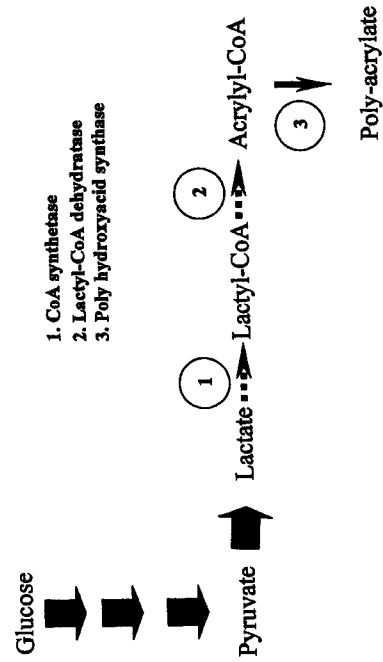 Glucose
1. CoA synthetase
2. Lactyl-CoA dehydratase
3. Poly hydroxyacid synthase
1
2
Pyruvate
Lactate
Lactyl-CoA
Acrylyl-CoA
3
Poly-acrylate